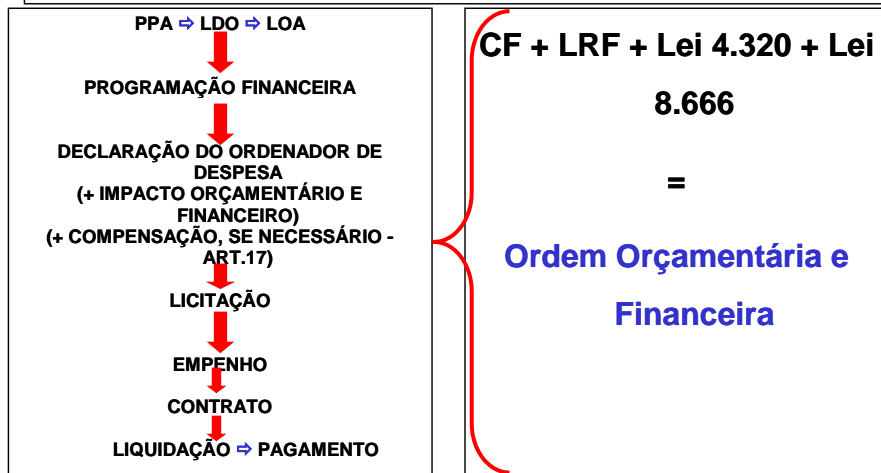 PPA ⇨ LDO ⇨ LOA
PROGRAMAÇÃO FINANCEIRA
DECLARAÇÃO DO ORDENADOR DE
DESPESA
(+ IMPACTO ORÇAMENTÁRIO E
FINANCEIRO)
(+ COMPENSAÇÃO, SE NECESSÁRIO -
ART.17)
LICITAÇÃO
EMPENHO
CONTRATO
LIQUIDAÇÃO ⇨ PAGAMENTO
CF + LRF + Lei 4.320 + Lei
8.666
=
Ordem Orçamentária e
Financeira